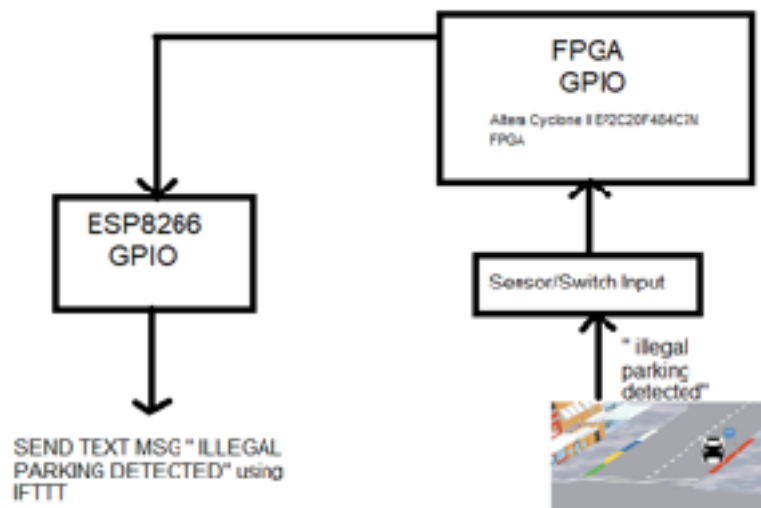 FPGA
GPIO
Altera Cyclone II EP2C20F484C7N
FPGA
ESP8266
GPIO
Sensor/Switch Input
" illegal
parking
detected"
SEND TEXT MSG " ILLEGAL
PARKING DETECTED" using
IFTTT